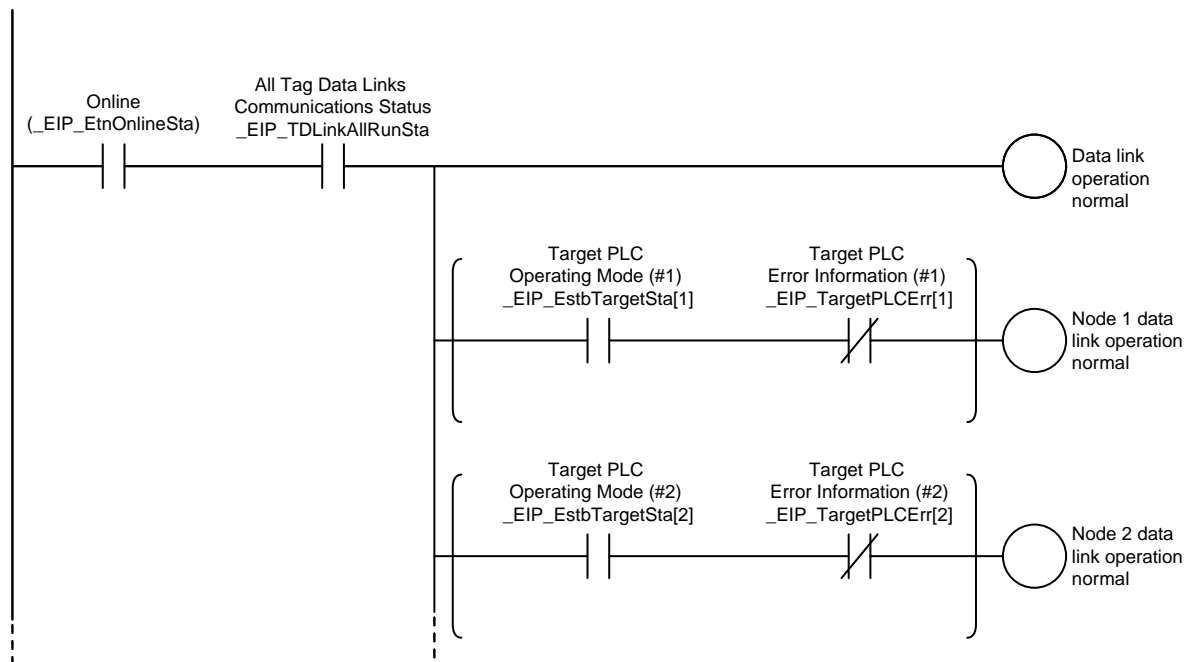 Online
(_EIP_EtnOnlineSta)
All Tag Data Links
Communications Status
_EIP_TDLinkAllRunSta
Data link
operation
normal
Target PLC
Operating Mode (#1)
_EIP_EstbTargetSta[1]
Target PLC
Error Information (#1)
_EIP_TargetPLCErr[1]
Node 1 data
link operation
normal
Target PLC
Operating Mode (#2)
_EIP_EstbTargetSta[2]
Target PLC
Error Information (#2)
_EIP_TargetPLCErr[2]
Node 2 data
link operation
normal